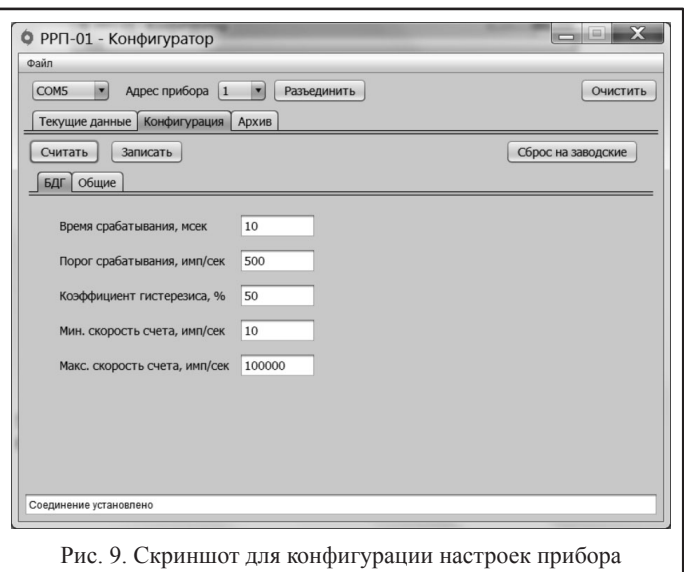 РРП-01 - Конфигуратор
Файл
COM5 Адрес прибора 1 Разъединить Очистить
Текущие данные Конфигурация Архив
Считать Записать Сброс на заводские
БДГ Общие
Время срабатывания, мсек 10
Порог срабатывания, имп/сек 500
Коэффициент гистерезиса, % 50
Мин. скорость счета, имп/сек 10
Макс. скорость счета, имп/сек 100000
Соединение установлено
Рис. 9. Скриншот для конфигурации настроек прибора